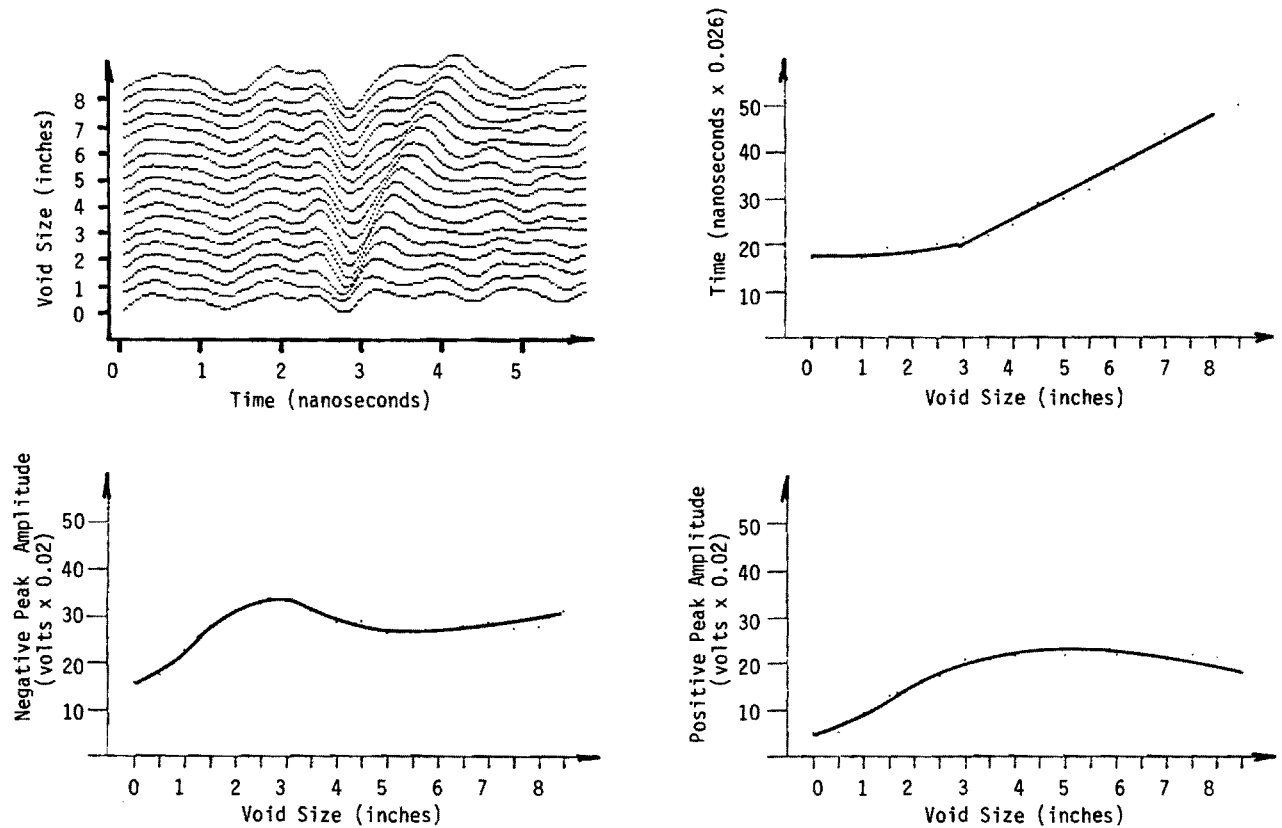 Void Size (inches)
8
7
6
5
4
3
2
1
0
0 1 2 3 4 5
Time (nanoseconds)
Time (nanoseconds x 0.026)
50
40
30
20
10
0 1 2 3 4 5 6 7 8
Void Size (inches)
Negative Peak Amplitude
(volts x 0.02)
50
40
30
20
10
0 1 2 3 4 5 6 7 8
Void Size (inches)
Positive Peak Amplitude
(volts x 0.02)
50
40
30
20
10
0 1 2 3 4 5 6 7 8
Void Size (inches)